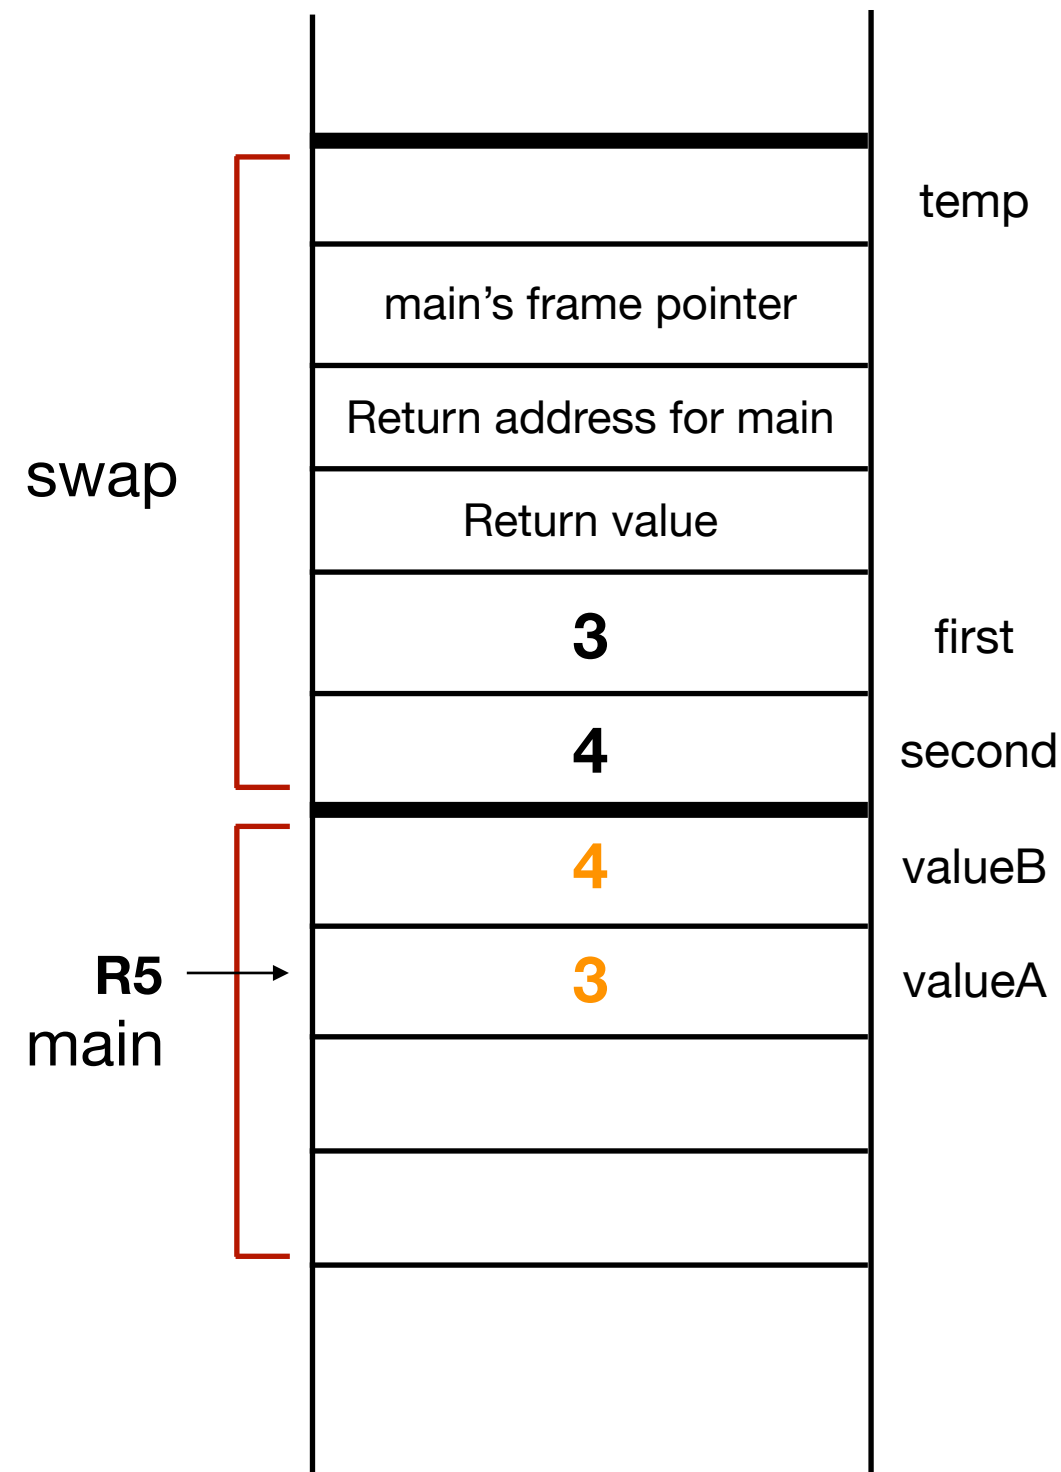 temp
main’s frame pointer
Return address for main
swap
Return value
3 first
4 second
4 valueB
R5 3 valueA
main